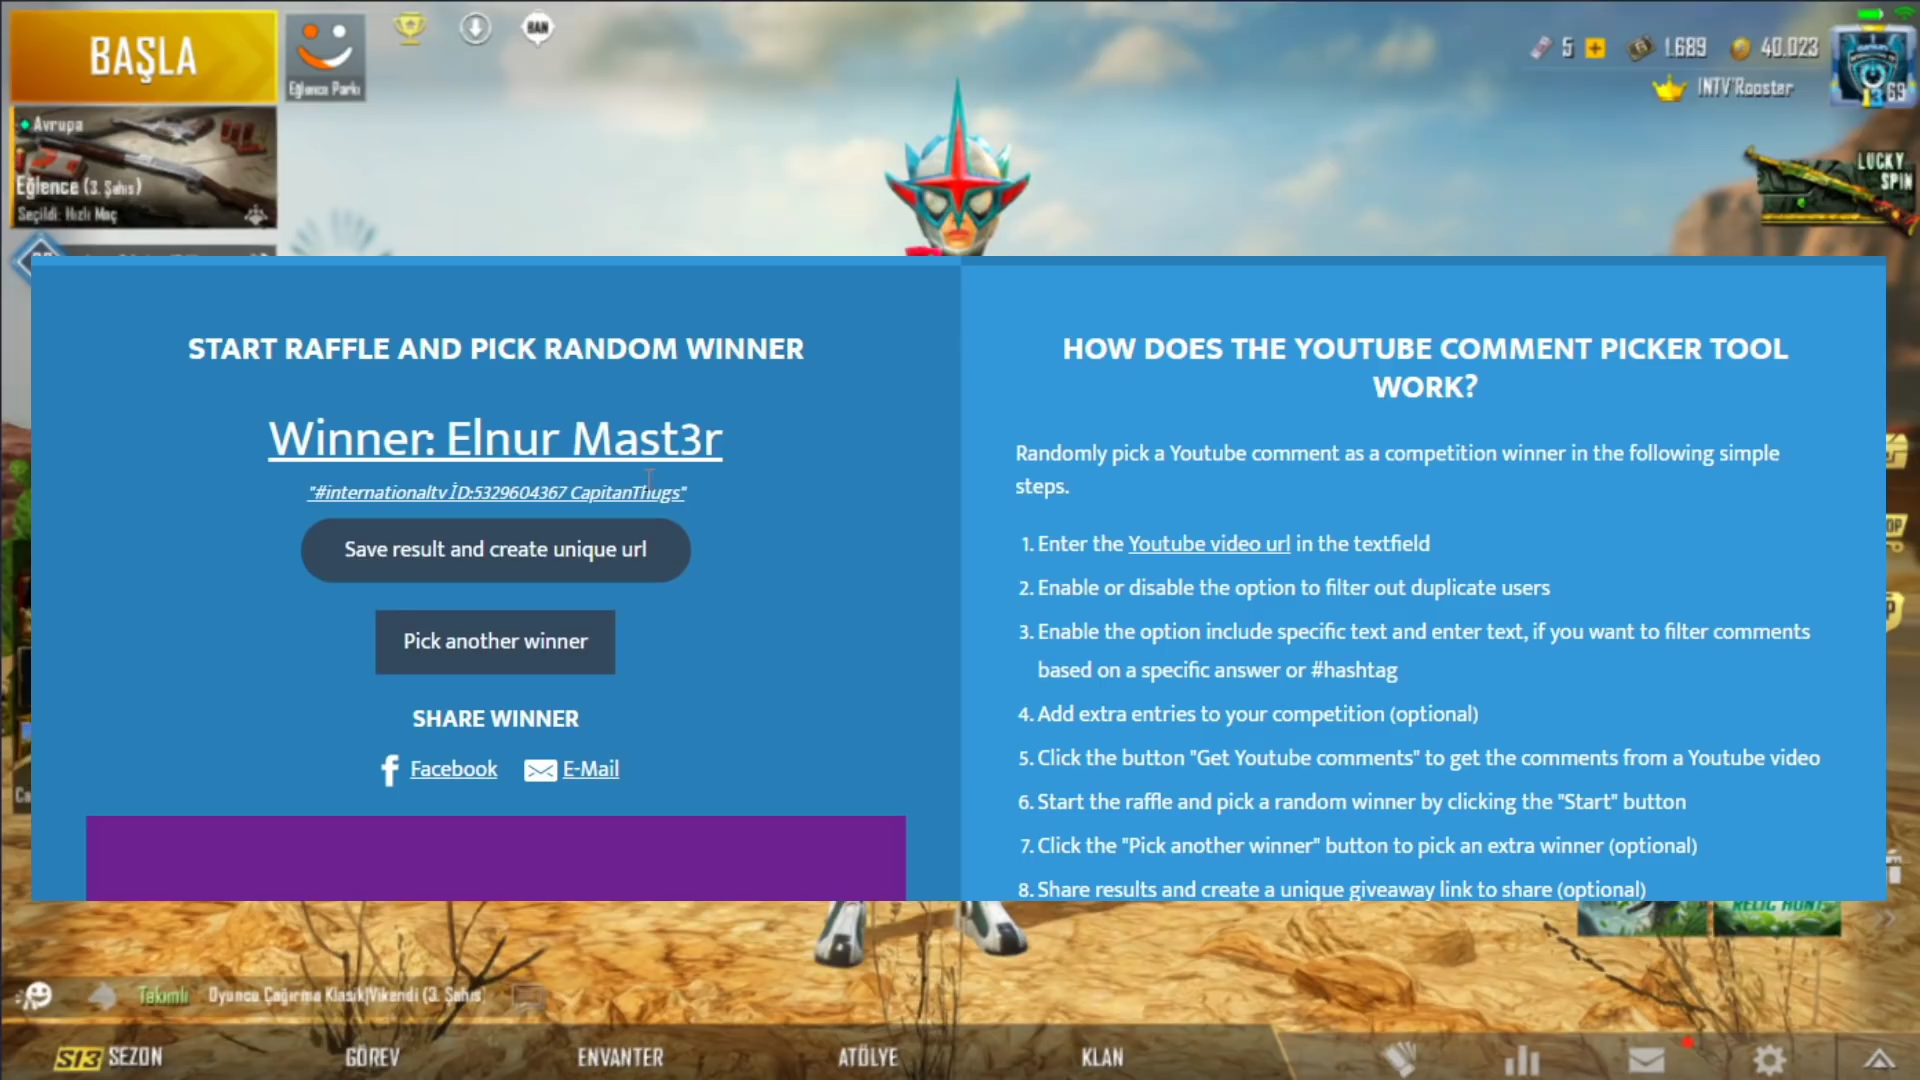 BAŞLA
Eğlence Parkı
BAN
5
1.689
40.023
INTV'Rooster
69
Avrupa
Eğlence (3. Şahıs)
Seçildi: Hızlı Maç
LUCKY
SPIN
START RAFFLE AND PICK RANDOM WINNER
Winner: Elnur Mast3r
"#internationaltv İD:5329604367 CapitanThugs"
Save result and create unique url
Pick another winner
SHARE WINNER
Facebook
E-Mail
HOW DOES THE YOUTUBE COMMENT PICKER TOOL
WORK?
Randomly pick a Youtube comment as a competition winner in the following simple
steps.
1. Enter the Youtube video url in the textfield
2. Enable or disable the option to filter out duplicate users
3. Enable the option include specific text and enter text, if you want to filter comments
based on a specific answer or #hashtag
4. Add extra entries to your competition (optional)
5. Click the button "Get Youtube comments" to get the comments from a Youtube video
6. Start the raffle and pick a random winner by clicking the "Start" button
7. Click the "Pick another winner" button to pick an extra winner (optional)
8. Share results and create a unique giveaway link to share (optional)
RELIC HUNT
Takımlı Oyuncu Çağırma Klasik|Vikendi (3. Şahıs)
S13 SEZON
GÖREV
ENVANTER
ATÖLYE
KLAN